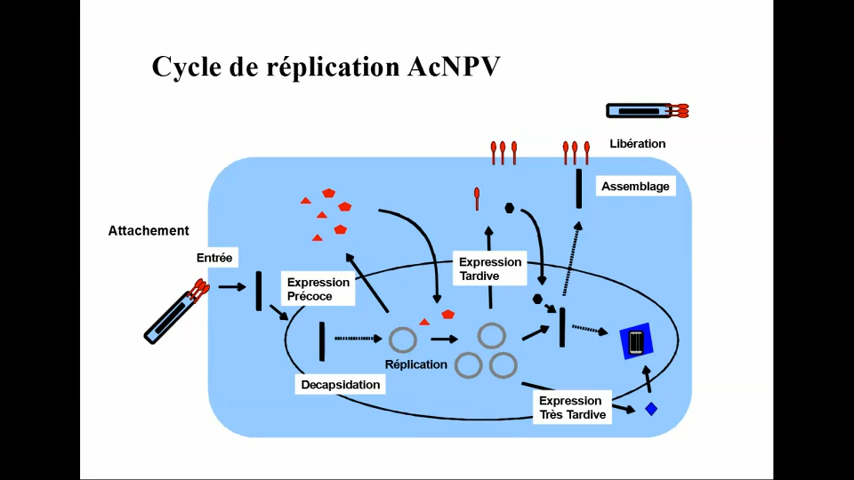 Cycle de réplication AcNPV
Libération
Assemblage
Attachement
Entrée
Expression
Tardive
Expression
Précoce
Réplication
Decapsidation
Expression
Très Tardive